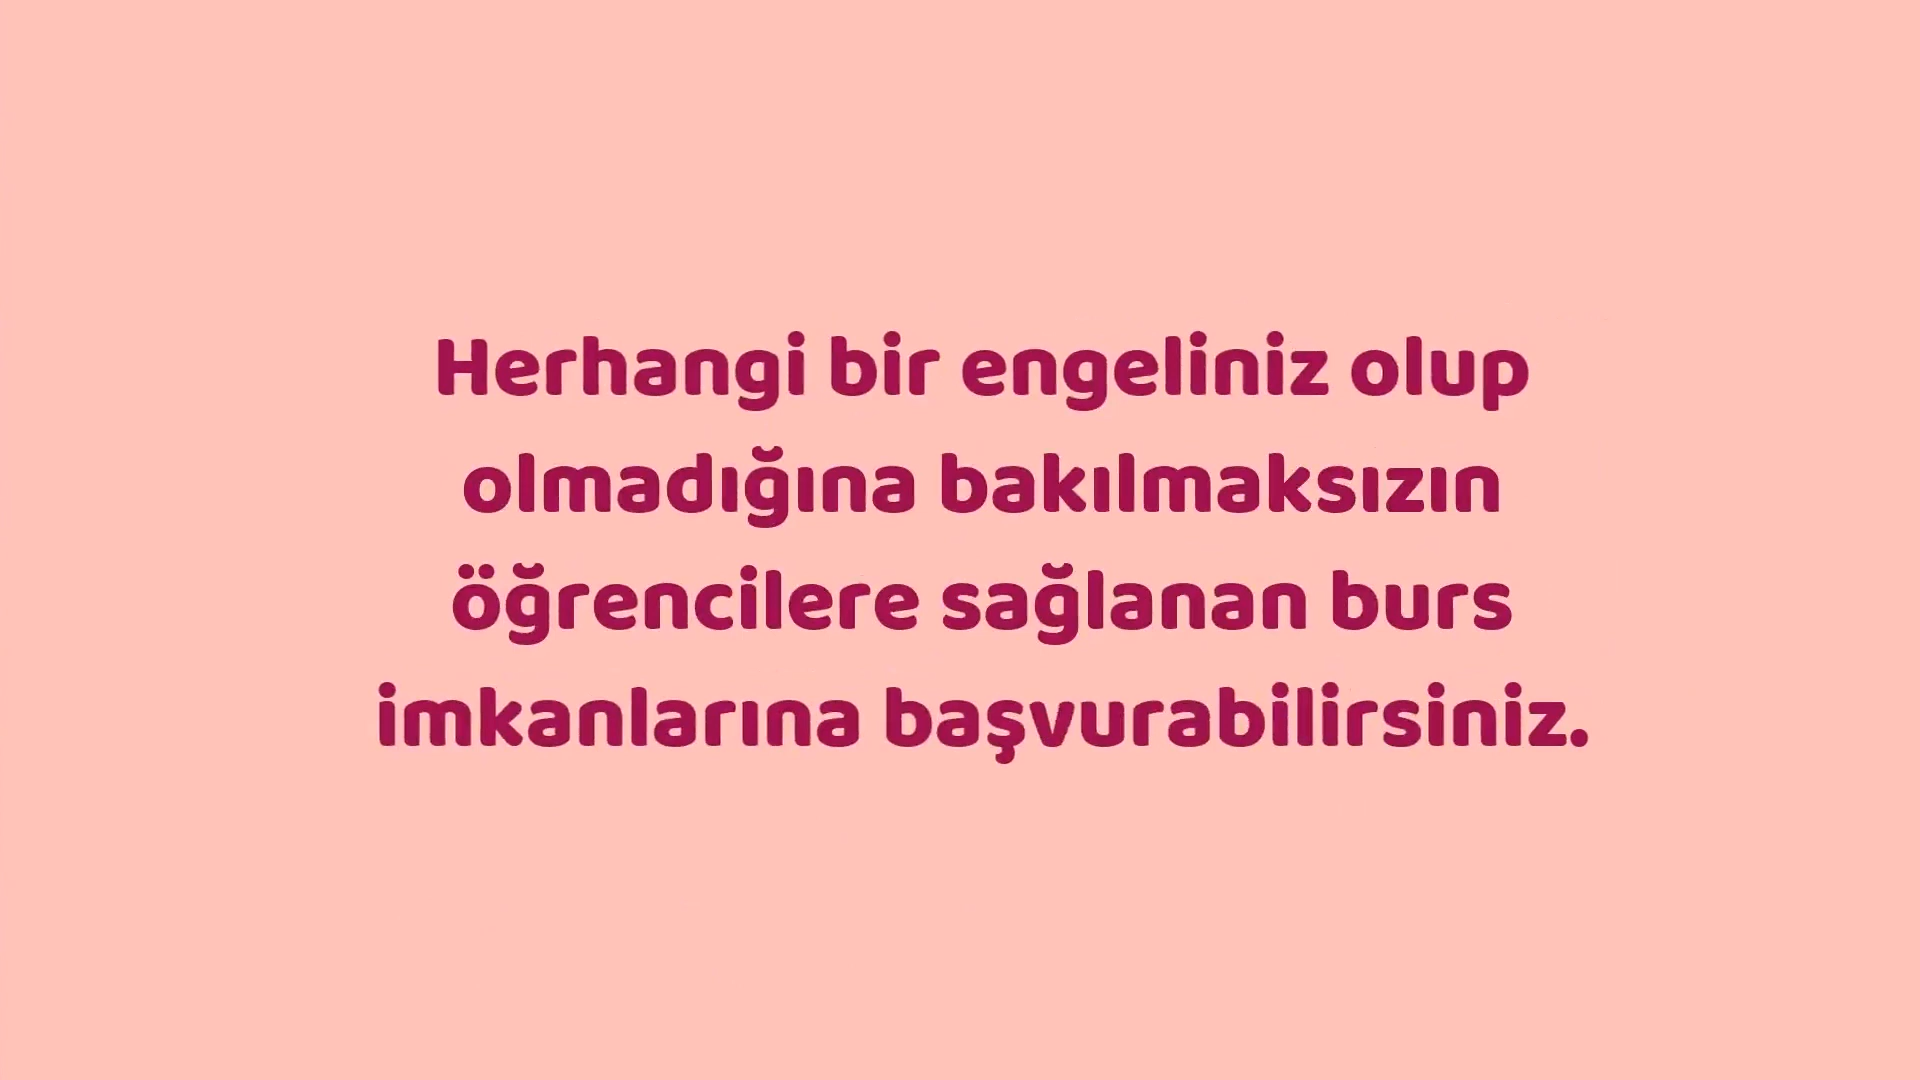 Herhangi bir engeliniz olup
olmadığına bakılmaksızın
öğrencilere sağlanan burs
imkanlarına başvurabilirsiniz.